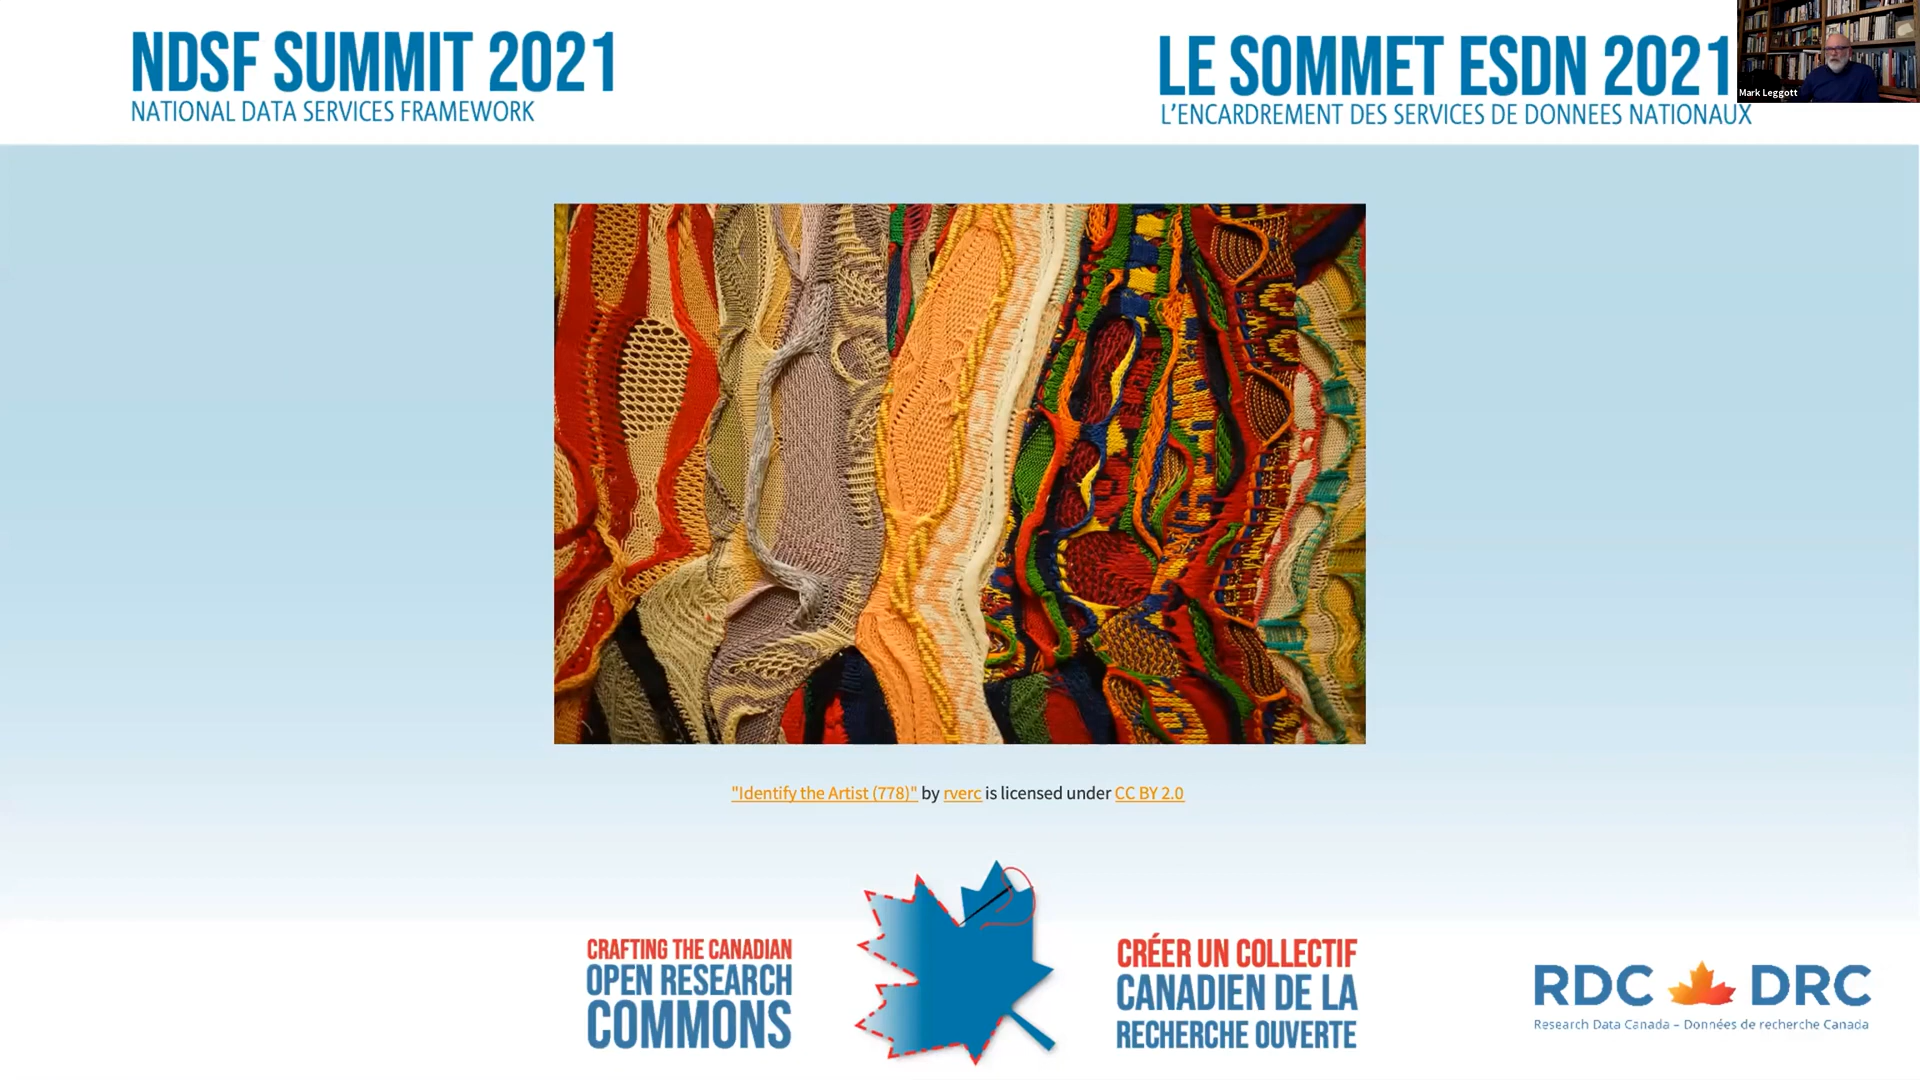 NDSF SUMMIT 2021
NATIONAL DATA SERVICES FRAMEWORK
LE SOMMET ESDN 2021
L'ENCARDREMENT DES SERVICES DE DONNEES NATIONAUX
Mark Leggott
"Identify the Artist (778)" by rverc is licensed under CC BY 2.0
CRAFTING THE CANADIAN
OPEN RESEARCH
COMMONS
CRÉER UN COLLECTIF
CANADIEN DE LA
RECHERCHE OUVERTE
RDC DRC
Research Data Canada – Données de recherche Canada